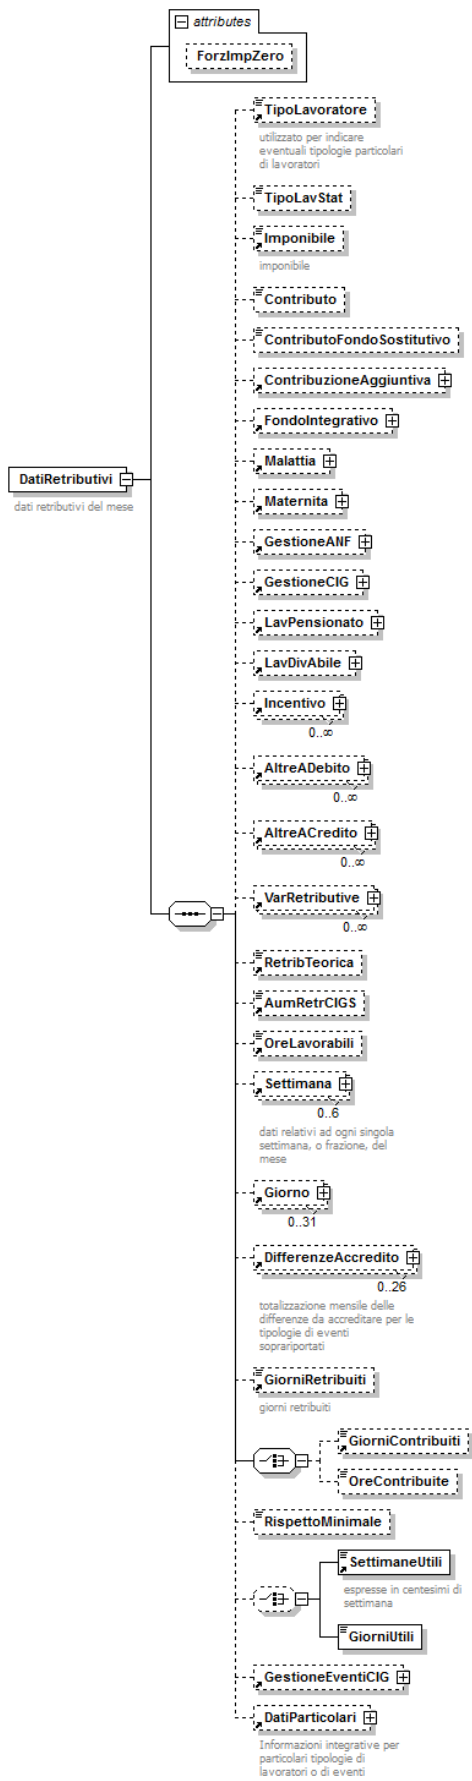 attributes
ForzImpZero
TipoLavoratore
utilizzato per indicare
eventuali tipologie particolari
di lavoratori
TipoLavStat
Imponibile
imponibile
Contributo
ContributoFondoSostitutivo
ContribuzioneAggiuntiva
FondoIntegrativo
DatiRetributivi
dati retributivi del mese
Malattia
Maternita
GestioneANF
GestioneCIG
LavPensionato
LavDivAbile
Incentivo
0..∞
AltreADebito
0..∞
AltreACredito
0..∞
VarRetributive
0..∞
RetribTeorica
AumRetrCIGS
OreLavorabili
Settimana
0..6
dati relativi ad ogni singola
settimana, o frazione, del
mese
Giorno
0..31
DifferenzeAccredito
0..26
totalizzazione mensile delle
differenze da accreditare per le
tipologie di eventi
soprariportati
GiorniRetribuiti
giorni retribuiti
GiorniContribuiti
OreContribuite
RispettoMinimale
SettimaneUtili
espresse in centesimi di
settimana
GiorniUtili
GestioneEventiCIG
DatiParticolari
Informazioni integrative per
particolari tipologie di
lavoratori o di eventi